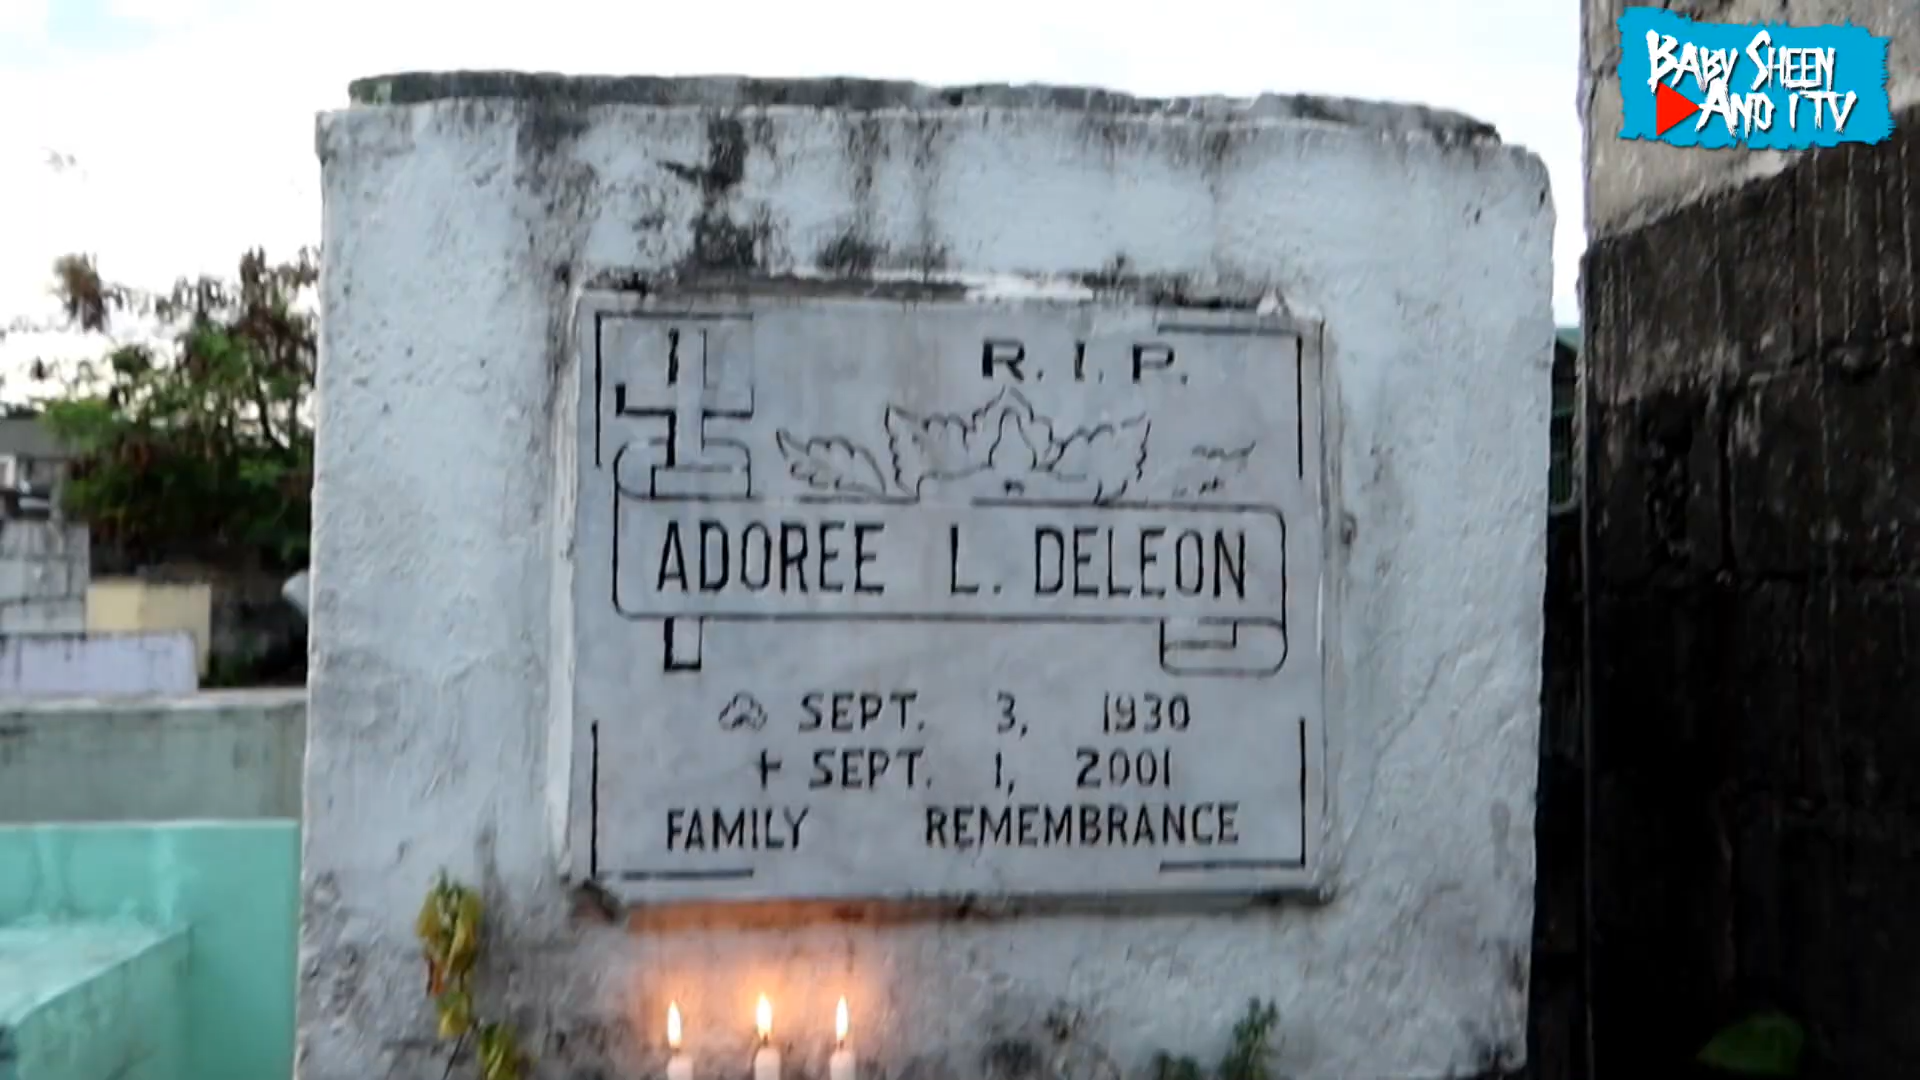 BABY SHEEN
AND I TV
R. I. P.
ADOREE L. DELEON
SEPT. 3, 1930
SEPT. 1, 2001
FAMILY REMEMBRANCE